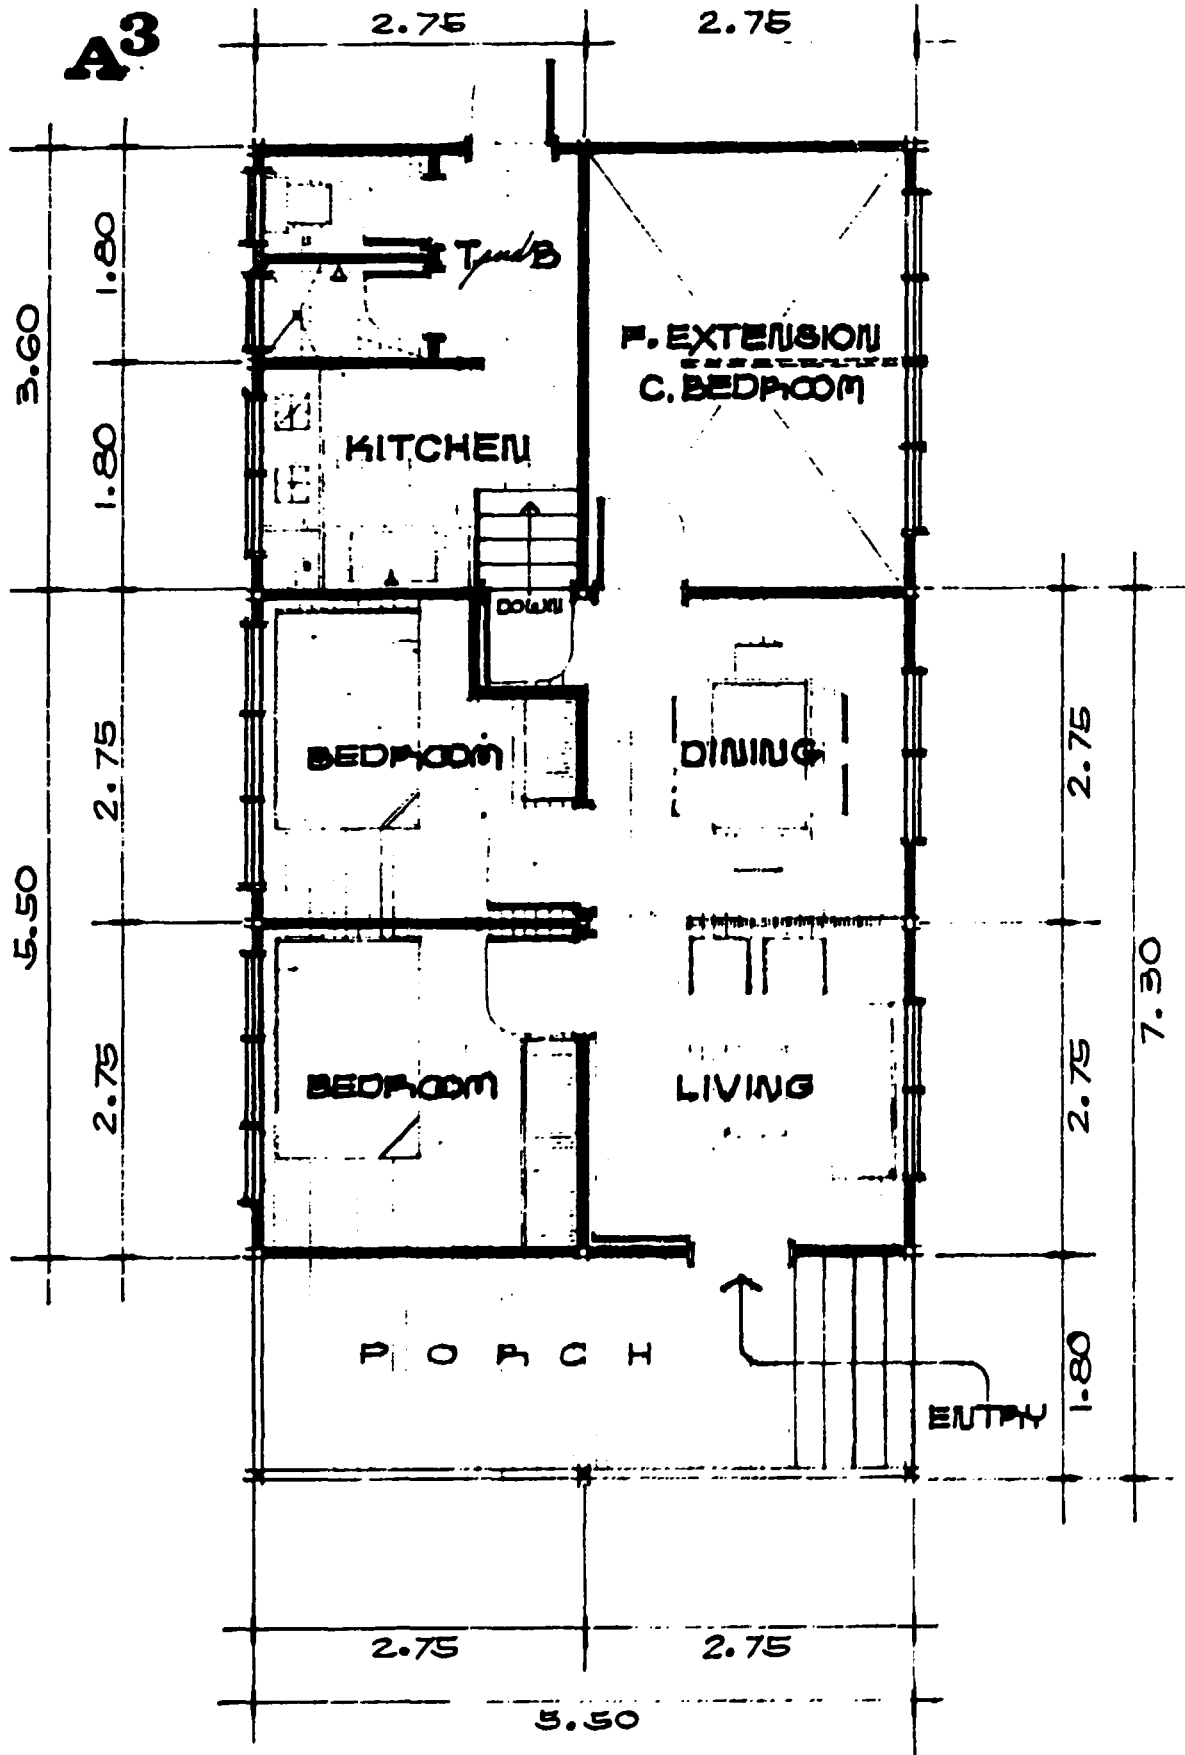 A3
2.75
2.75
1.80
3.60
T and B
F. EXTENSION
C. BEDROOM
1.80
KITCHEN
DOWN
2.75
BEDROOM
DINING
2.75
5.50
7.30
2.75
BEDROOM
LIVING
2.75
PORCH
1.80
ENTRY
2.75
2.75
5.50